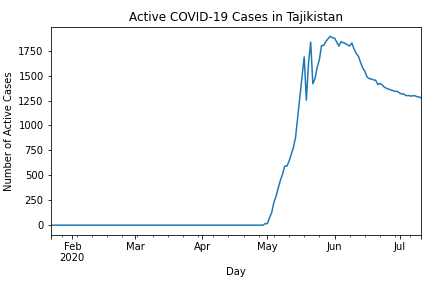 Active COVID-19 Cases in Tajikistan
Number of Active Cases
1750
1500
1250
1000
750
500
250
0
Feb
2020
Mar
Apr
May
Jun
Jul
Day